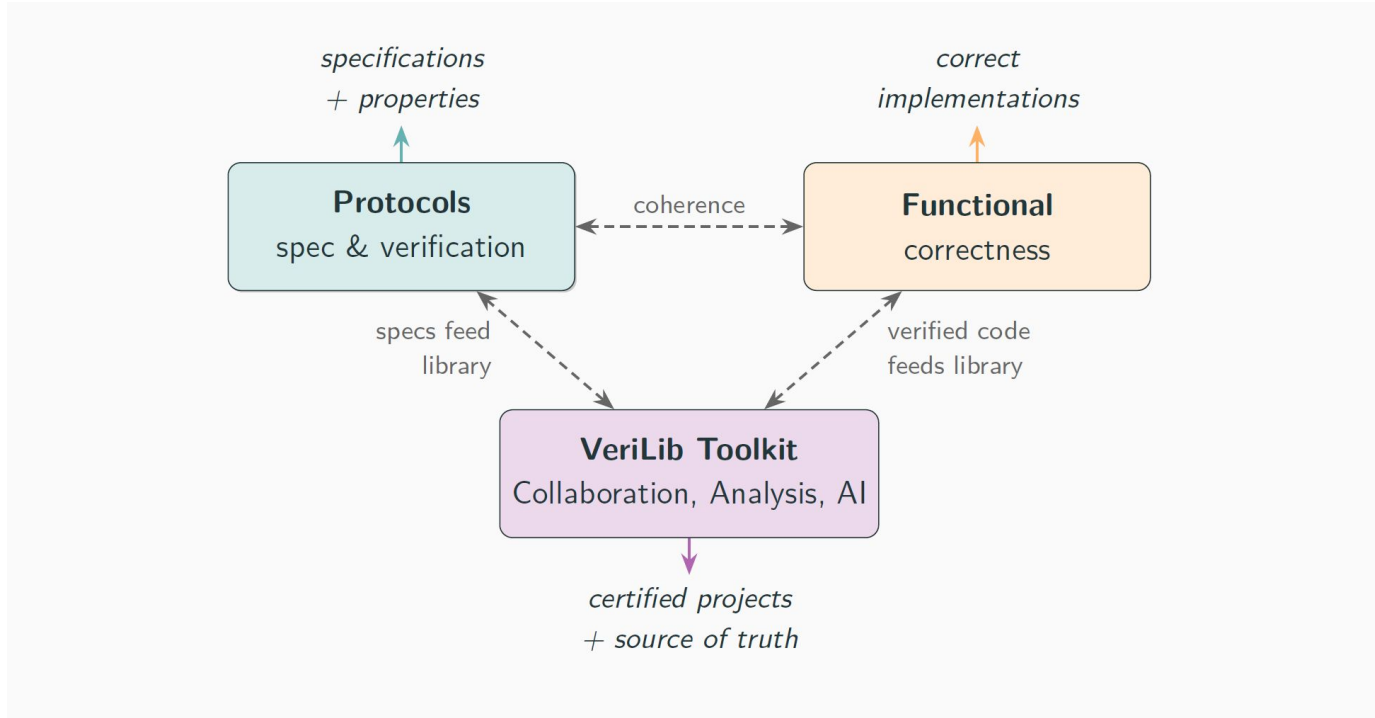 specifications
+ properties
correct
implementations
Protocols
spec & verification
coherence
Functional
correctness
specs feed
library
verified code
feeds library
VeriLib Toolkit
Collaboration, Analysis, AI
certified projects
+ source of truth